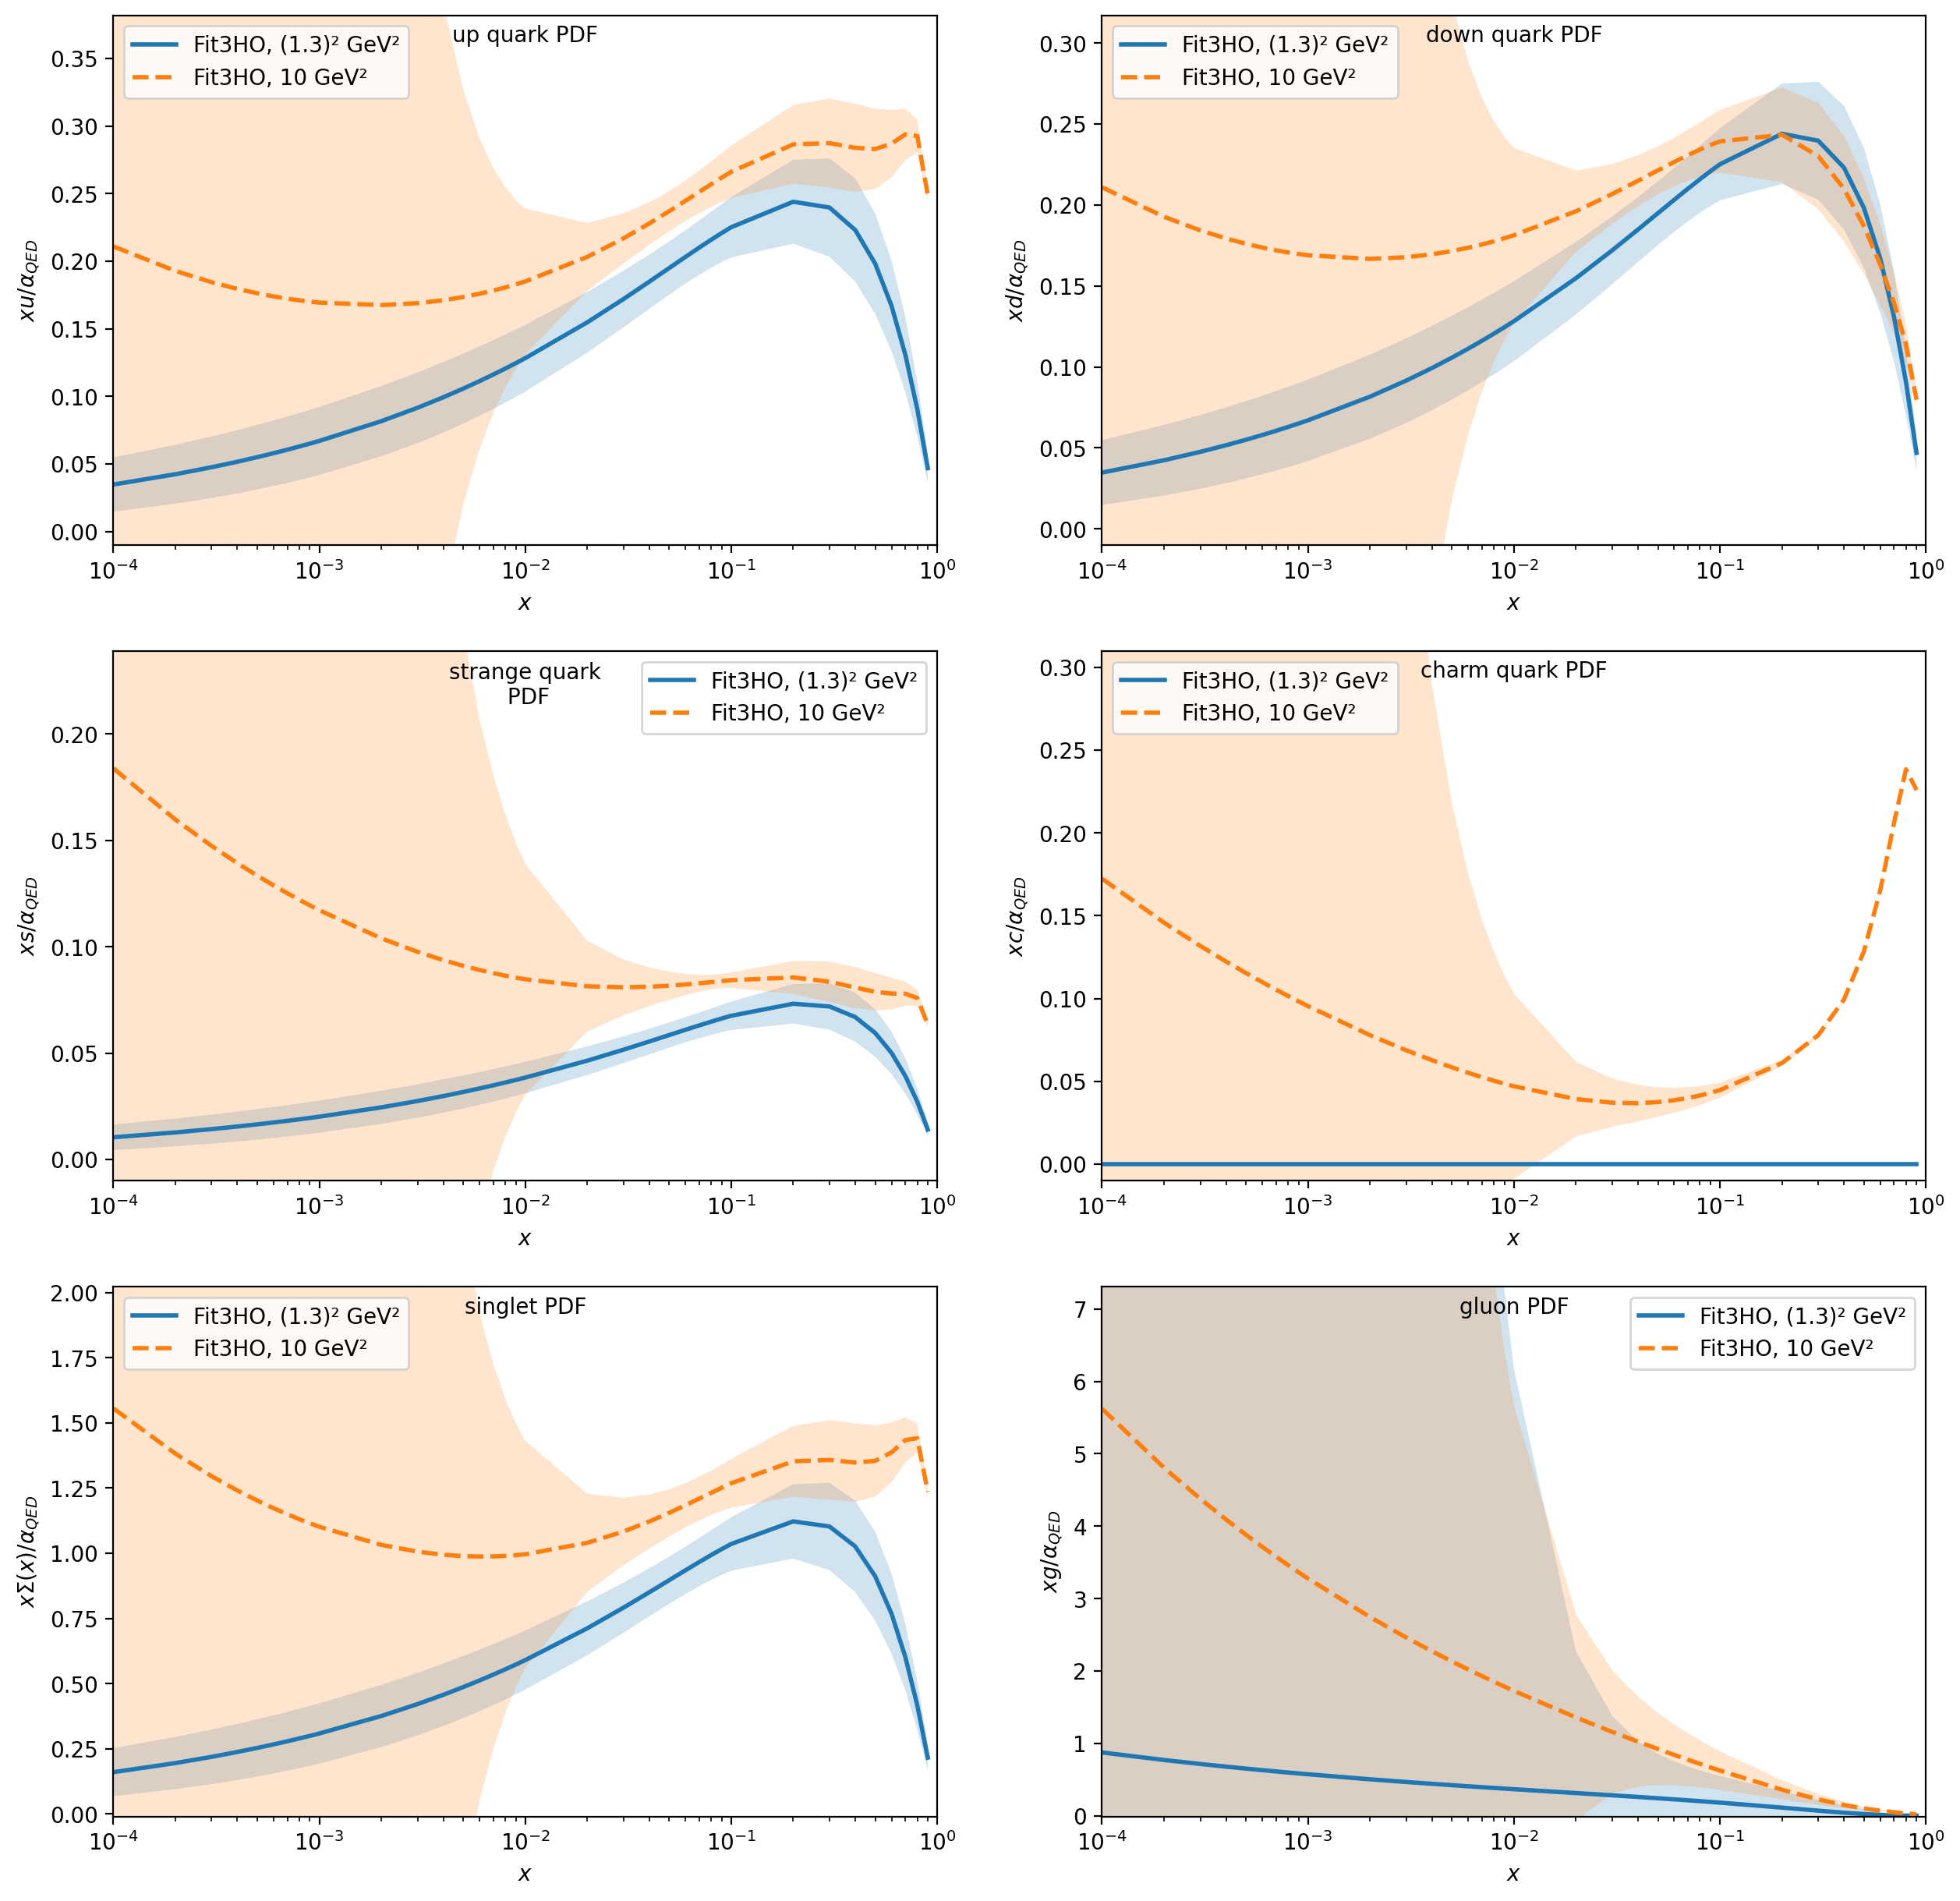 up quark PDF
Fit3HO, (1.3)² GeV²
Fit3HO, 10 GeV²
xu/α_QED
0.35
0.30
0.25
0.20
0.15
0.10
0.05
0.00
10⁻⁴ 10⁻³ 10⁻² 10⁻¹ 10⁰
x
down quark PDF
Fit3HO, (1.3)² GeV²
Fit3HO, 10 GeV²
xd/α_QED
0.30
0.25
0.20
0.15
0.10
0.05
0.00
10⁻⁴ 10⁻³ 10⁻² 10⁻¹ 10⁰
x
strange quark
PDF
Fit3HO, (1.3)² GeV²
Fit3HO, 10 GeV²
xs/α_QED
0.20
0.15
0.10
0.05
0.00
10⁻⁴ 10⁻³ 10⁻² 10⁻¹ 10⁰
x
charm quark PDF
Fit3HO, (1.3)² GeV²
Fit3HO, 10 GeV²
xc/α_QED
0.30
0.25
0.20
0.15
0.10
0.05
0.00
10⁻⁴ 10⁻³ 10⁻² 10⁻¹ 10⁰
x
singlet PDF
Fit3HO, (1.3)² GeV²
Fit3HO, 10 GeV²
xΣ(x)/α_QED
2.00
1.75
1.50
1.25
1.00
0.75
0.50
0.25
0.00
10⁻⁴ 10⁻³ 10⁻² 10⁻¹ 10⁰
x
gluon PDF
Fit3HO, (1.3)² GeV²
Fit3HO, 10 GeV²
xg/α_QED
7
6
5
4
3
2
1
0
10⁻⁴ 10⁻³ 10⁻² 10⁻¹ 10⁰
x